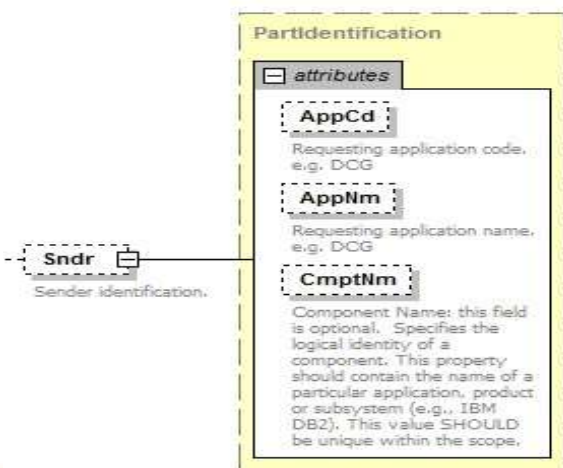 PartIdentification
attributes
AppCd
Requesting application code.
e.g. DCG
AppNm
Requesting application name.
e.g. DCG
Sndr
Sender identification.
CmptNm
Component Name: this field
is optional.  Specifies the
logical identity of a
component. This property
should contain the name of a
particular application, product
or subsystem (e.g., IBM
DB2). This value SHOULD
be unique within the scope.